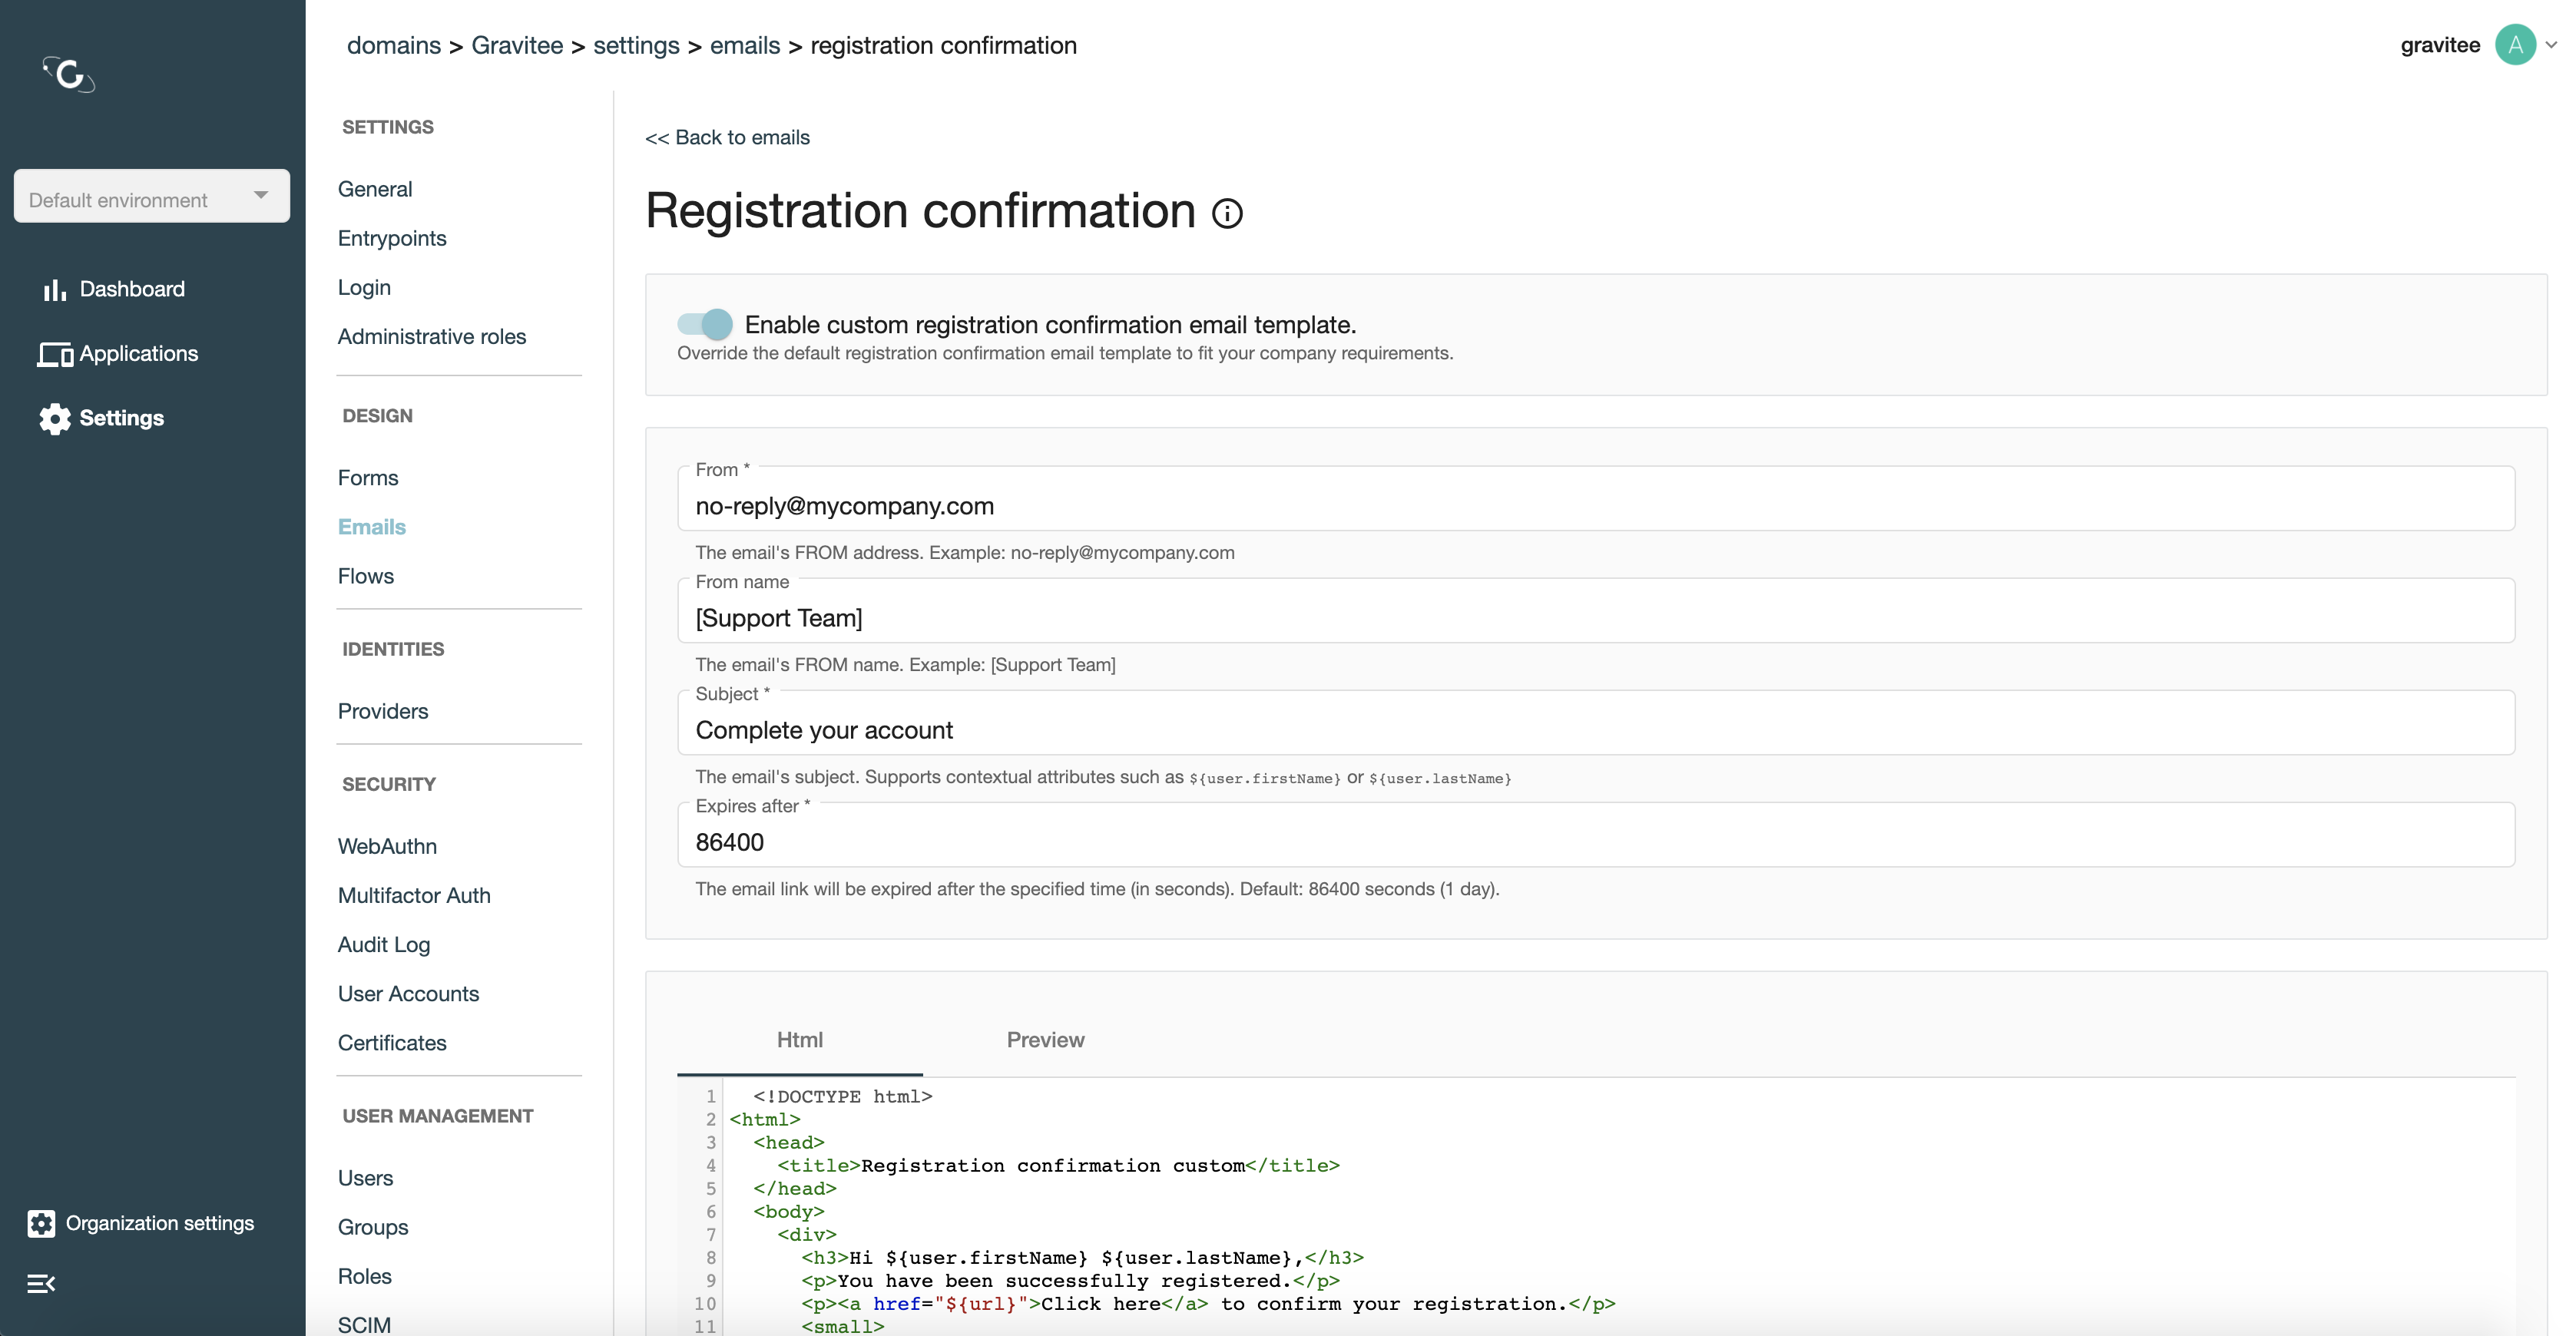 domains > Gravitee > settings > emails > registration confirmation
gravitee
A
Default environment
Dashboard
Applications
Settings
Organization settings
SETTINGS
General
Entrypoints
Login
Administrative roles
DESIGN
Forms
Emails
Flows
IDENTITIES
Providers
SECURITY
WebAuthn
Multifactor Auth
Audit Log
User Accounts
Certificates
USER MANAGEMENT
Users
Groups
Roles
SCIM
<< Back to emails
Registration confirmation
Enable custom registration confirmation email template.
Override the default registration confirmation email template to fit your company requirements.
From *
no-reply@mycompany.com
The email's FROM address. Example: no-reply@mycompany.com
From name
[Support Team]
The email's FROM name. Example: [Support Team]
Subject *
Complete your account
The email's subject. Supports contextual attributes such as ${user.firstName} or ${user.lastName}
Expires after *
86400
The email link will be expired after the specified time (in seconds). Default: 86400 seconds (1 day).
Html Preview
1 <!DOCTYPE html>
2 <html>
3 <head>
4 <title>Registration confirmation custom</title>
5 </head>
6 <body>
7 <div>
8 <h3>Hi ${user.firstName} ${user.lastName},</h3>
9 <p>You have been successfully registered.</p>
10 <p><a href="${url}">Click here</a> to confirm your registration.</p>
11 <small>